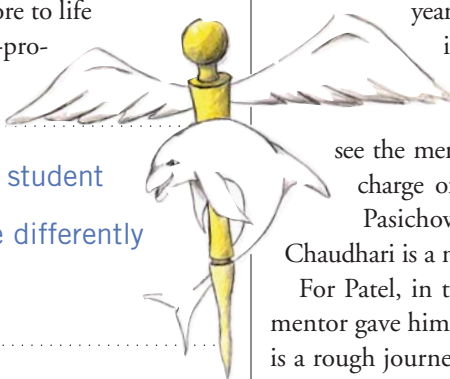 ore to life
-pro-
student
e differently
year
i
see the mer
charge o
Pasichow
Chaudhari is a n
For Patel, in t
mentor gave him
is a rough journe